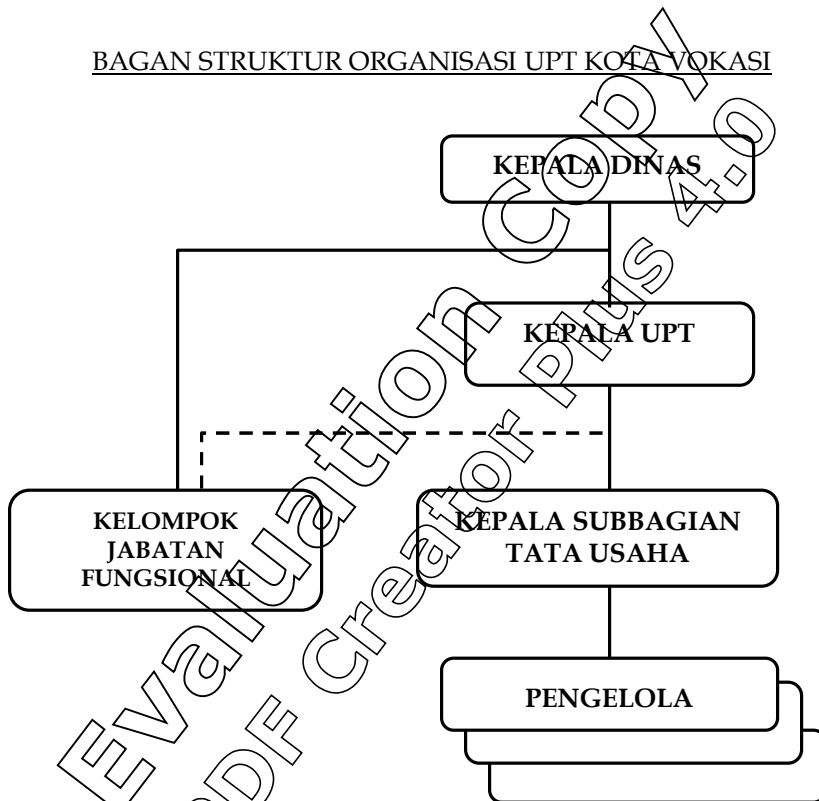 BAGAN STRUKTUR ORGANISASI UPT KOTA VOKASI
KEPALA DINAS
KEPALA UPT
KELOMPOK
JABATAN
FUNGSIONAL
KEPALA SUBBAGIAN
TATA USAHA
PENGELOLA
Evaluation Copy
PDF Creator Plus 4.0